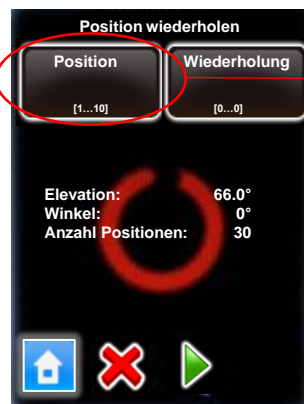 Position wiederholen
Position Wiederholung
[1...10] [0...0]
Elevation: 66.0°
Winkel: 0°
Anzahl Positionen: 30